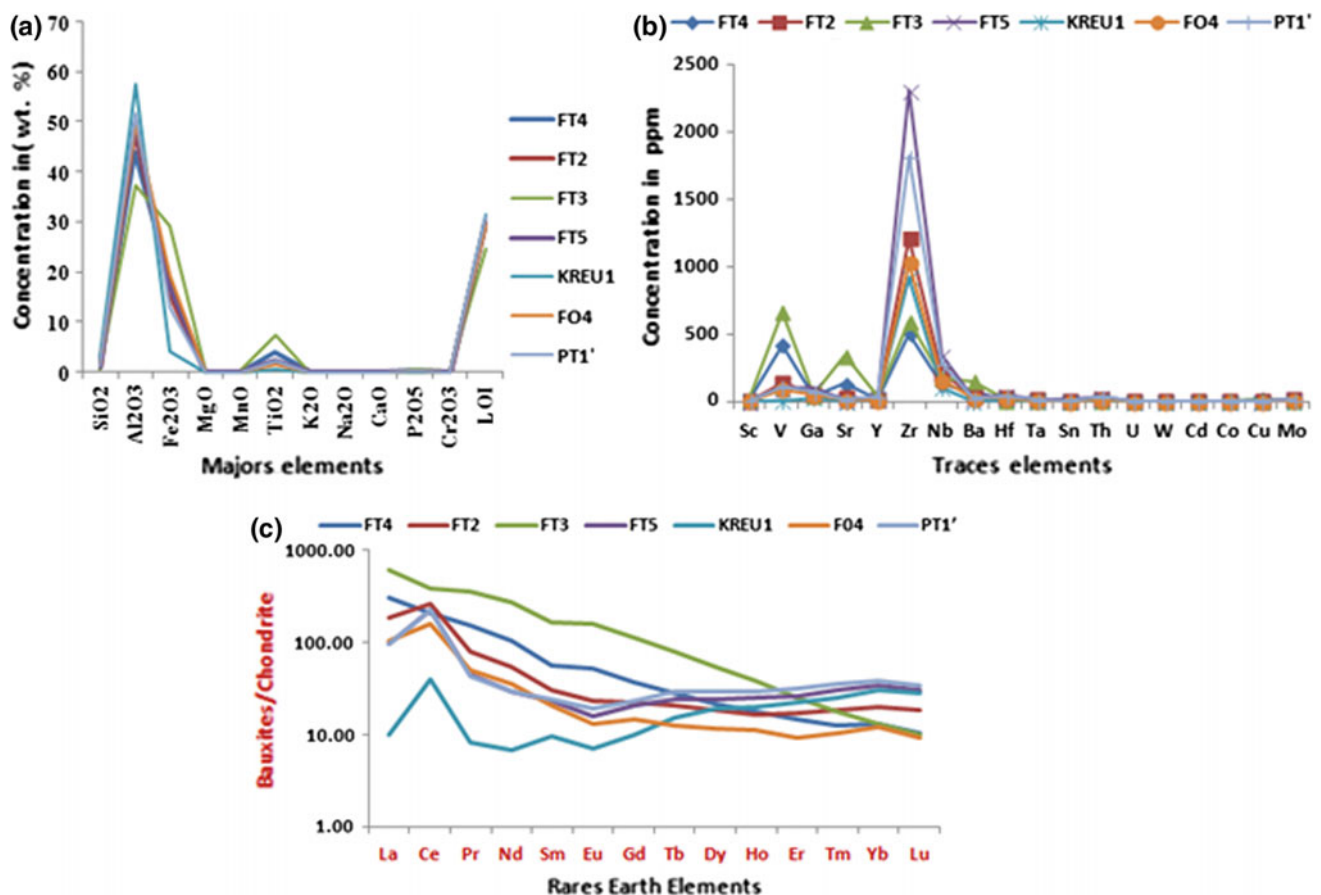 (a)
70
60
50
40
30
20
10
0
Concentration in( wt. %)
SiO2 Al2O3 Fe2O3 MgO MnO TiO2 K2O Na2O CaO P2O5 Cr2O3 LOI
Majors elements
FT4
FT2
FT3
FT5
KREU1
FO4
PT1'
(b)
FT4 FT2 FT3 FT5 KREU1 FO4 PT1'
2500
2000
1500
1000
500
0
Concentration in ppm
Sc V Ga Sr Y Zr Nb Ba Hf Ta Sn Th U W Cd Co Cu Mo
Traces elements
(c)
FT4 FT2 FT3 FT5 KREU1 F04 PT1'
1000.00
100.00
10.00
1.00
Bauxites/Chondrite
La Ce Pr Nd Sm Eu Gd Tb Dy Ho Er Tm Yb Lu
Rares Earth Elements